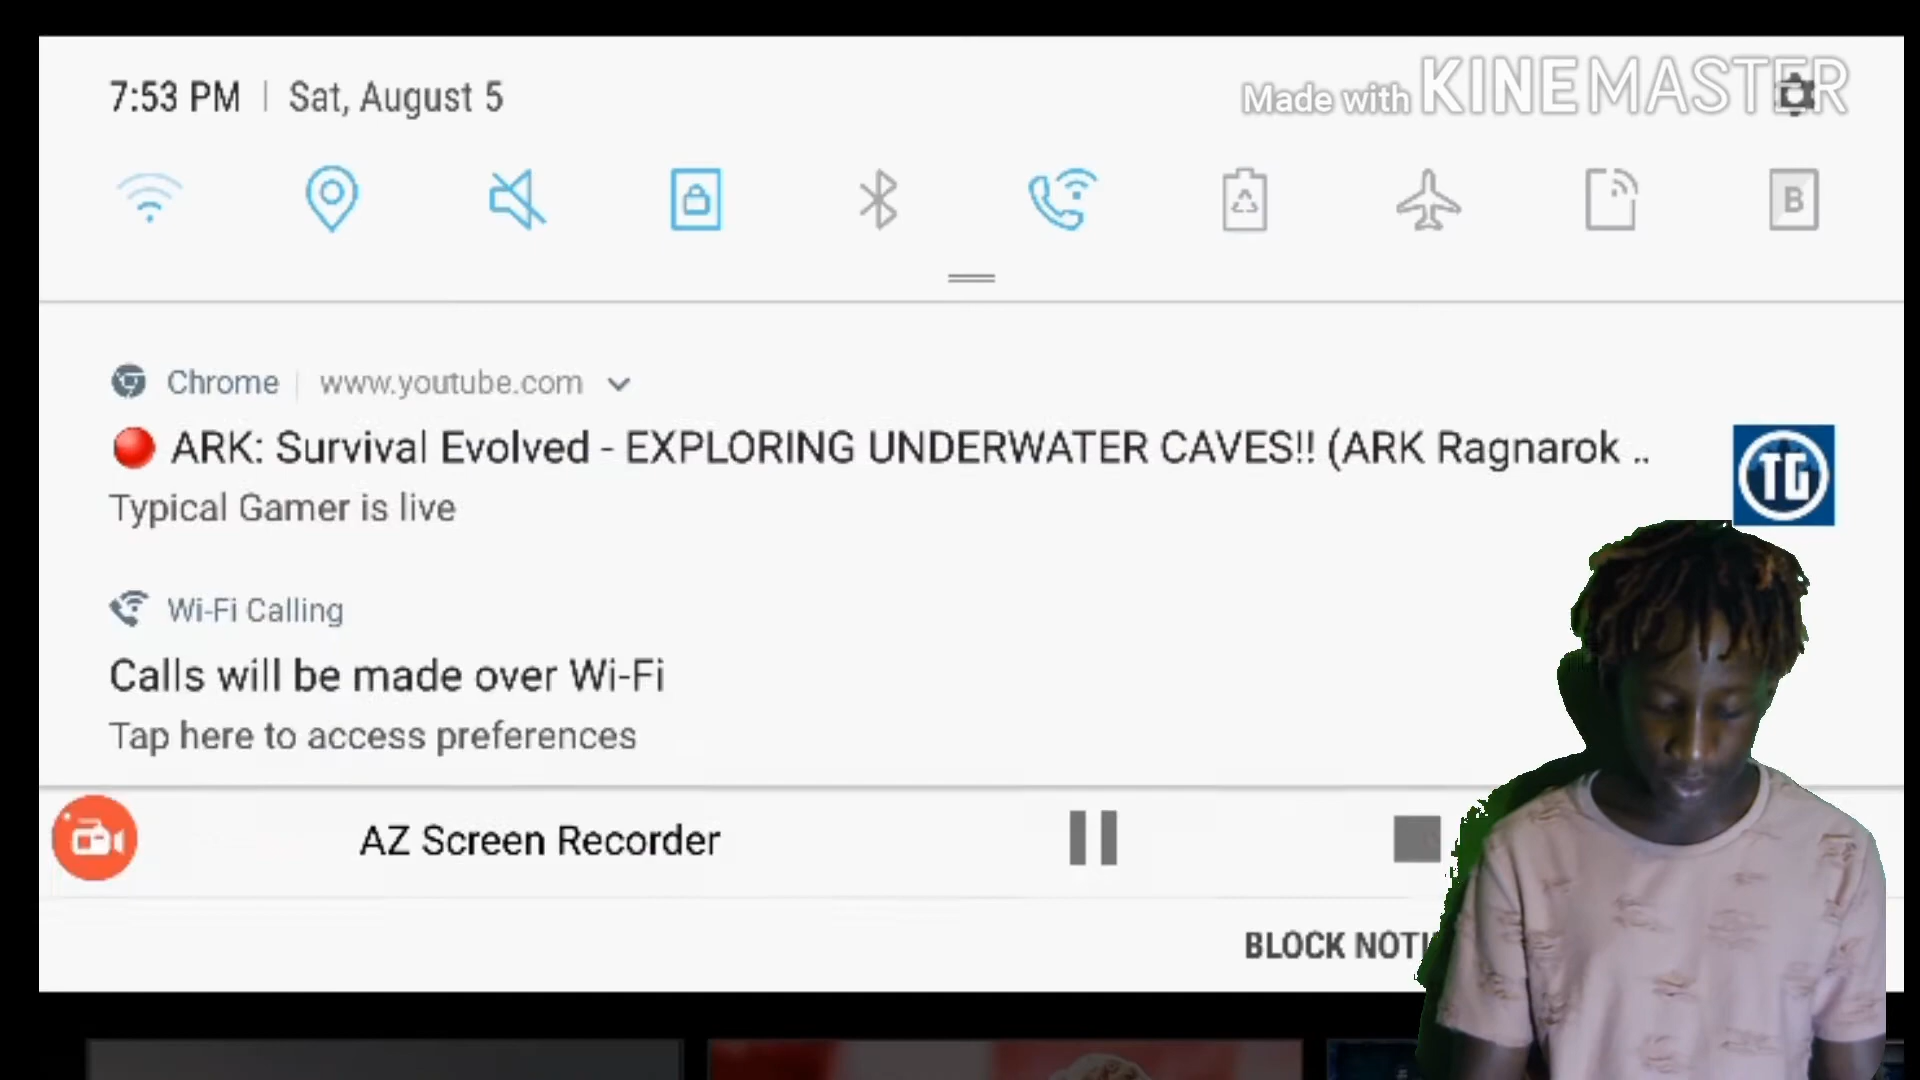 7:53 PM | Sat, August 5
Made with KINEMASTER
B
Chrome | www.youtube.com
ARK: Survival Evolved - EXPLORING UNDERWATER CAVES!! (ARK Ragnarok ..
Typical Gamer is live
TG
Wi-Fi Calling
Calls will be made over Wi-Fi
Tap here to access preferences
AZ Screen Recorder
BLOCK NOTI